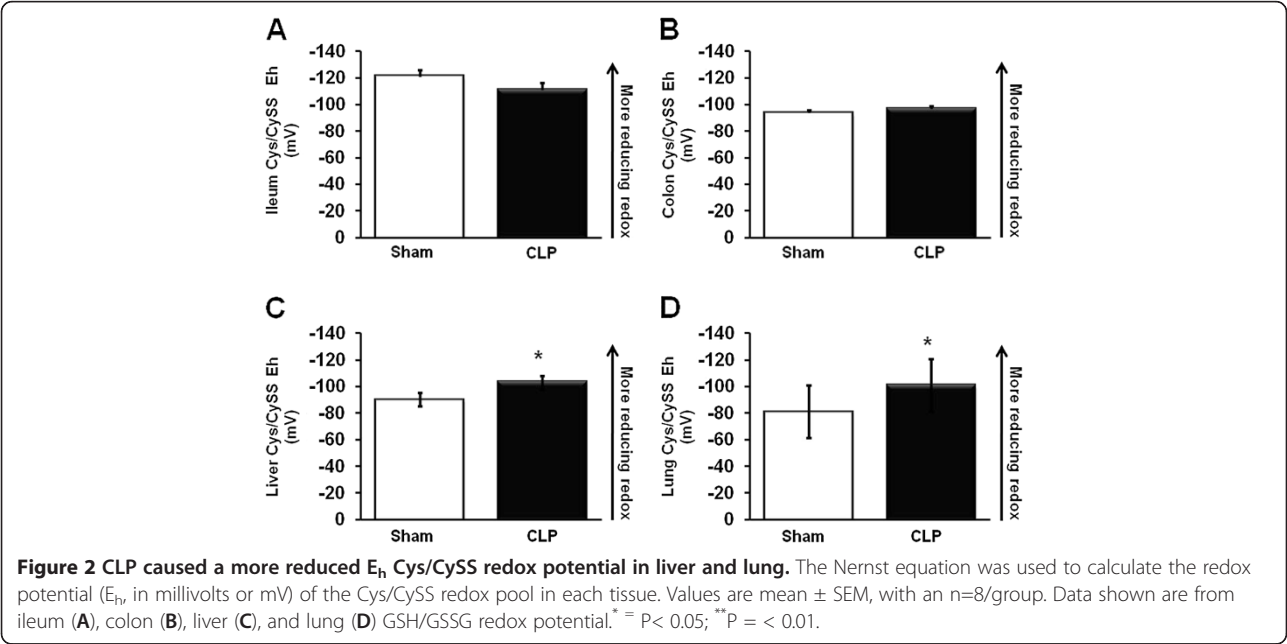 A
-140
-120
-100
-80
-60
-40
-20
0
Ileum Cys/CySS Eh
(mV)
Sham
CLP
More reducing redox
B
-140
-120
-100
-80
-60
-40
-20
0
Colon Cys/CySS Eh
(mV)
Sham
CLP
More reducing redox
C
-140
-120
-100
-80
-60
-40
-20
0
Liver Cys/CySS Eh
(mV)
*
Sham
CLP
More reducing redox
D
-140
-120
-100
-80
-60
-40
-20
0
Lung Cys/CySS Eh
(mV)
*
Sham
CLP
More reducing redox
Figure 2 CLP caused a more reduced Eh Cys/CySS redox potential in liver and lung. The Nernst equation was used to calculate the redox
potential (Eh, in millivolts or mV) of the Cys/CySS redox pool in each tissue. Values are mean ± SEM, with an n=8/group. Data shown are from
ileum (A), colon (B), liver (C), and lung (D) GSH/GSSG redox potential.* = P< 0.05; **P = < 0.01.